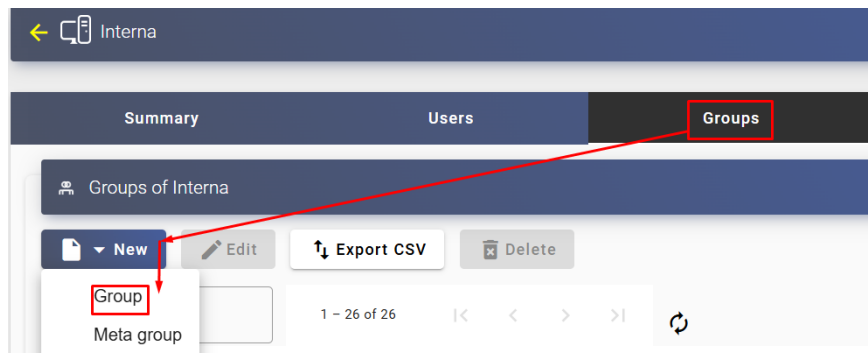 Interna
Summary Users Groups
Groups of Interna
New Edit Export CSV Delete
Group
1 – 26 of 26
Meta group